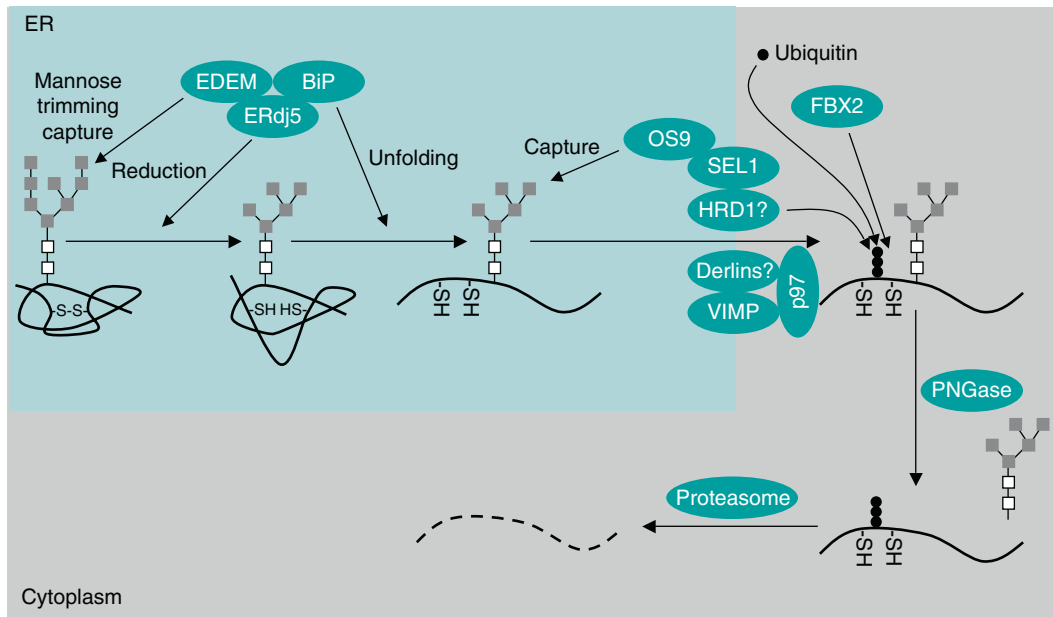 ER
Mannose
trimming
capture
EDEM
BiP
ERdj5
Reduction
Unfolding
Capture
OS9
SEL1
HRD1?
Ubiquitin
FBX2
Derlins?
VIMP
p97
-S-S-
-SH HS-
-SH
-SH
-SH
-SH
PNGase
Proteasome
-SH
-SH
Cytoplasm